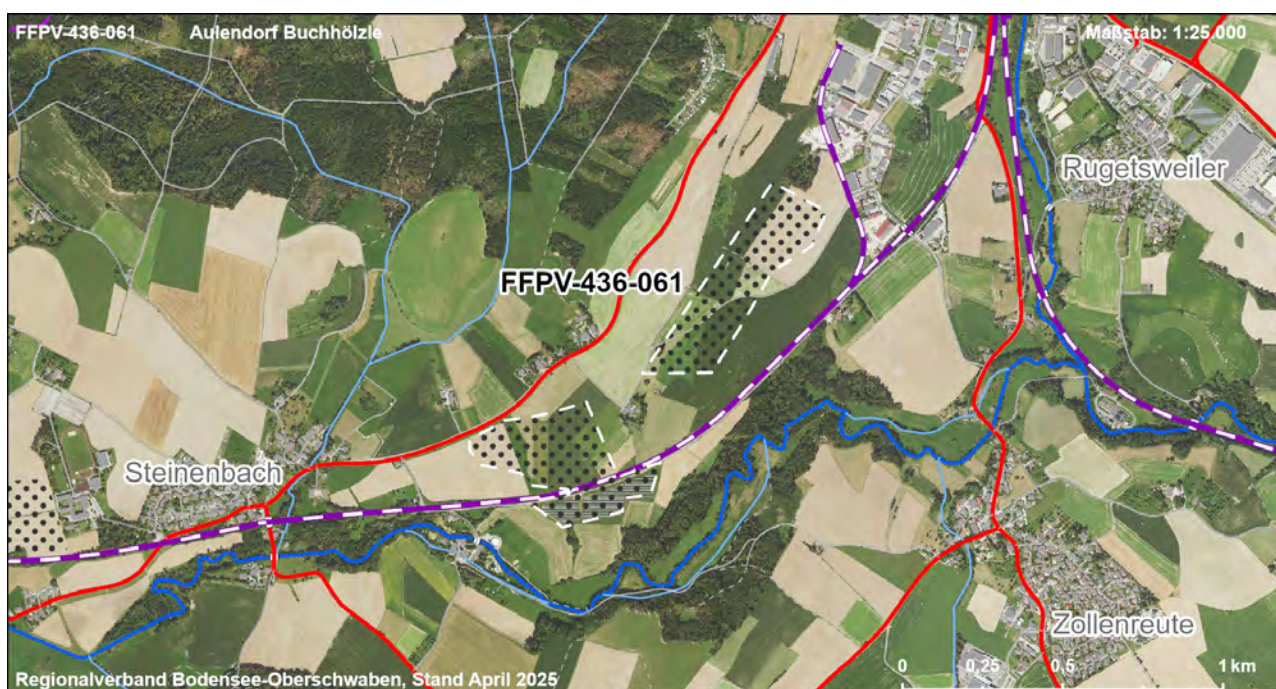 FFPV-436-061 Aulendorf Buchhölzle Maßstab: 1:25.000
Rugetsweiler
FFPV-436-061
Steinenbach
Zollenreute
0 0,25 0,5 1 km
Regionalverband Bodensee-Oberschwaben, Stand April 2025